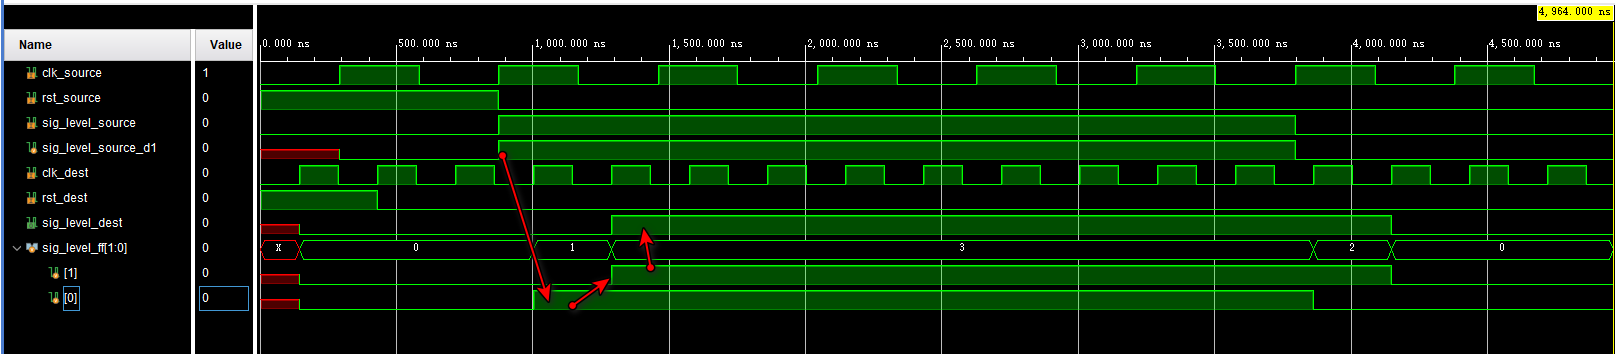 4,964.000 ns
Name Value 0.000 ns 500.000 ns 1,000.000 ns 1,500.000 ns 2,000.000 ns 2,500.000 ns 3,000.000 ns 3,500.000 ns 4,000.000 ns 4,500.000 ns
clk_source 1
rst_source 0
sig_level_source 0
sig_level_source_d1 0
clk_dest 0
rst_dest 0
sig_level_dest 0
sig_level_ff[1:0] 0 X 0 1 3 2 0
[1] 0
[0] 0